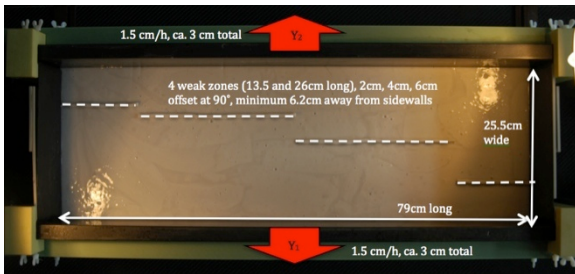 1.5 cm/h, ca. 3 cm total
Y₂
4 weak zones (13.5 and 26cm long), 2cm, 4cm, 6cm
offset at 90°, minimum 6.2cm away from sidewalls
25.5cm
wide
79cm long
Y₁
1.5 cm/h, ca. 3 cm total